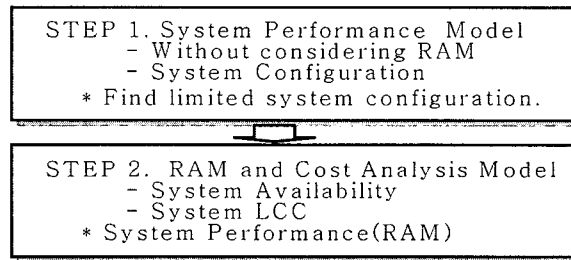 STEP 1. System Performance Model
- Without considering RAM
- System Configuration
* Find limited system configuration.
STEP 2. RAM and Cost Analysis Model
- System Availability
- System LCC
* System Performance(RAM)